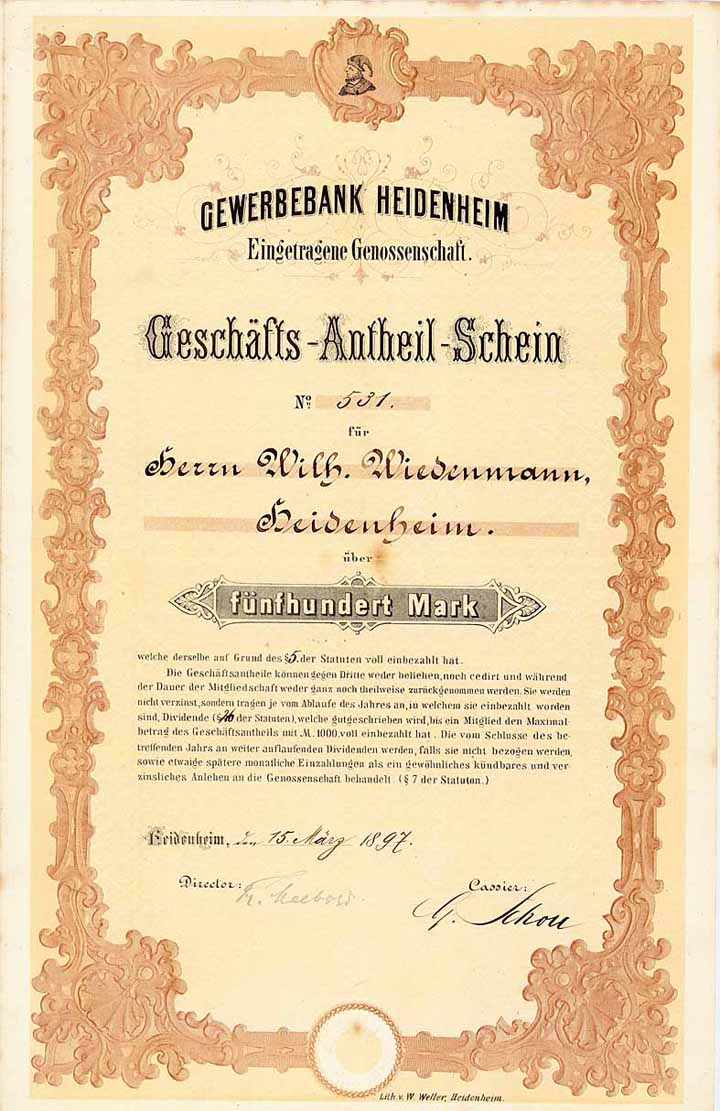 GEWERBEBANK HEIDENHEIM
Eingetragene Genossenschaft.
Geschäfts-Antheil-Schein
No. 531.
für
Herrn Wilh. Wiedenmann,
Heidenheim.
über
fünfhundert Mark
welche derselbe auf Grund des § 5. der Statuten voll einbezahlt hat.
Die Geschäftsantheile können gegen Dritte weder beliehen, noch cedirt und während
der Dauer der Mitgliedschaft weder ganz noch theilweise zurückgenommen werden. Sie werden
nicht verzinst, sondern tragen je vom Ablaufe des Jahres an, in welchem sie einbezahlt worden
sind, Dividende (§ 26 der Statuten), welche gutgeschrieben wird, bis ein Mitglied den Maximal-
betrag des Geschäftsantheils mit M. 1000. voll einbezahlt hat. Die vom Schlusse des be-
treffenden Jahrs an weiter auflaufenden Dividenden werden, falls sie nicht bezogen werden,
sowie etwaige spätere monatliche Einzahlungen als ein gewöhnliches kündbares und ver-
zinsliches Anlehen an die Genossenschaft behandelt. (§ 7 der Statuten.)
Heidenheim, den 15. März 1897.
Director: Cassier:
G. Schou
Lith. v. W. Weller, Heidenheim.